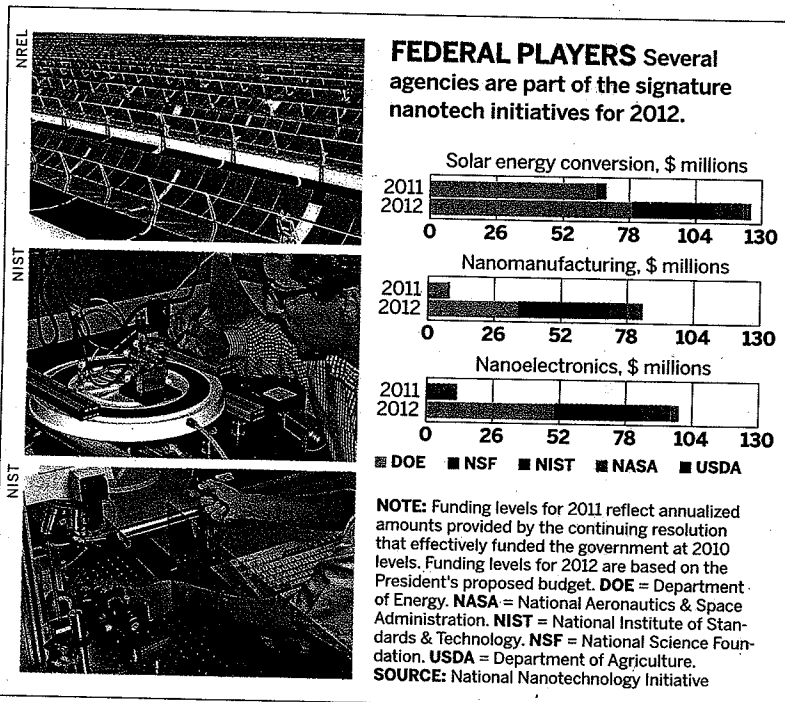 NREL
NIST
NIST
FEDERAL PLAYERS Several
agencies are part of the signature
nanotech initiatives for 2012.
Solar energy conversion, $ millions
2011
2012
0 26 52 78 104 130
Nanomanufacturing, $ millions
2011
2012
0 26 52 78 104 130
Nanoelectronics, $ millions
2011
2012
0 26 52 78 104 130
DOE NSF NIST NASA USDA
NOTE: Funding levels for 2011 reflect annualized
amounts provided by the continuing resolution
that effectively funded the government at 2010
levels. Funding levels for 2012 are based on the
President's proposed budget. DOE = Department
of Energy. NASA = National Aeronautics & Space
Administration. NIST = National Institute of Stan-
dards & Technology. NSF = National Science Foun-
dation. USDA = Department of Agriculture.
SOURCE: National Nanotechnology Initiative